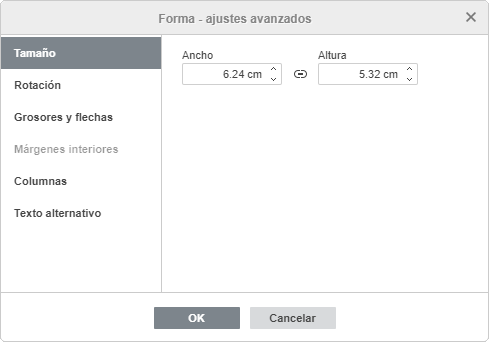 Forma - ajustes avanzados
Tamaño
Rotación
Grosores y flechas
Márgenes interiores
Columnas
Texto alternativo
Ancho
Altura
6.24 cm
5.32 cm
OK
Cancelar